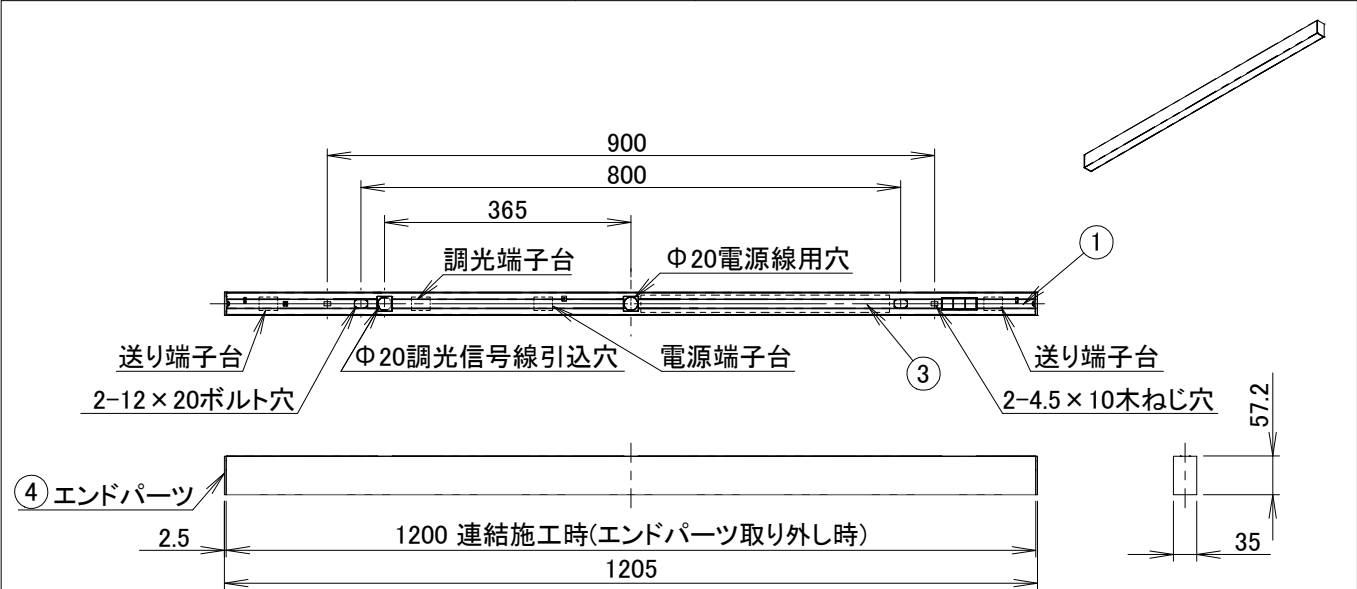 900
800
365
調光端子台
Φ20電源線用穴
①
送り端子台
Φ20調光信号線引込穴
電源端子台
③
送り端子台
2-12×20ボルト穴
2-4.5×10木ねじ穴
57.2
④エンドパーツ
2.5
1200 連結施工時(エンドパーツ取り外し時)
35
1205